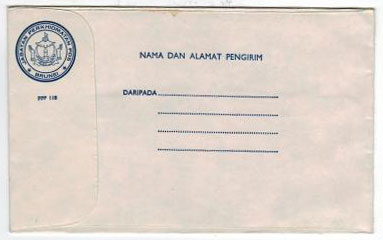 JABATAN PERKHIDMATAN POS
BRUNEI
PPP 118
NAMA DAN ALAMAT PENGIRIM
DARIPADA